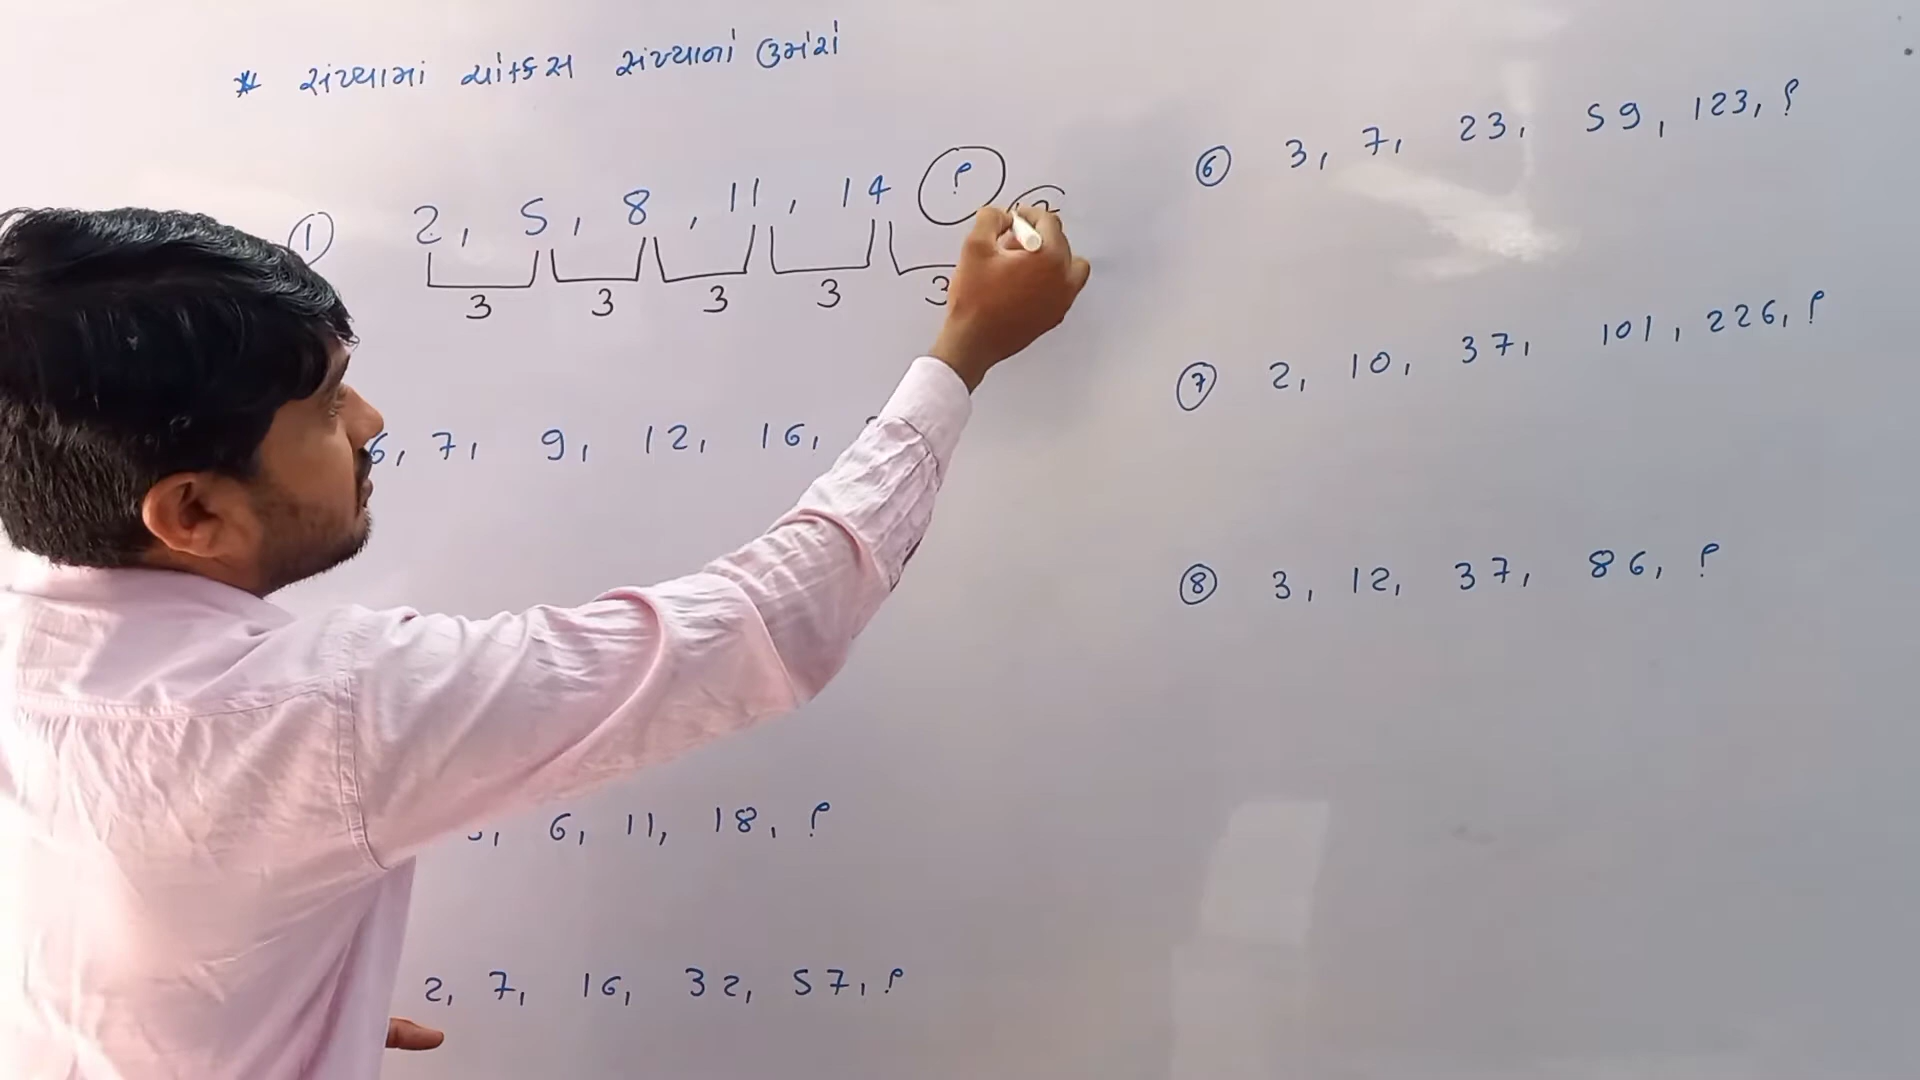 * સંખ્યામાં ચોક્કસ સંખ્યાનો ઉમેરો
① 2, 5, 8, 11, 14 ?
3 3 3 3 3
6, 7, 9, 12, 16,
6, 11, 18, ?
2, 7, 16, 32, 57, ?
⑥ 3, 7, 23, 59, 123, ?
⑦ 2, 10, 37, 101, 226, ?
⑧ 3, 12, 37, 86, ?